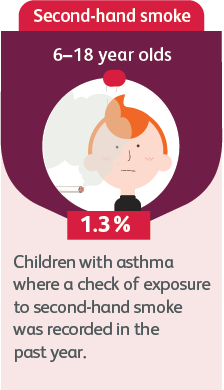 Second-hand smoke
6–18 year olds
1.3%
Children with asthma
where a check of exposure
to second-hand smoke
was recorded in the
past year.